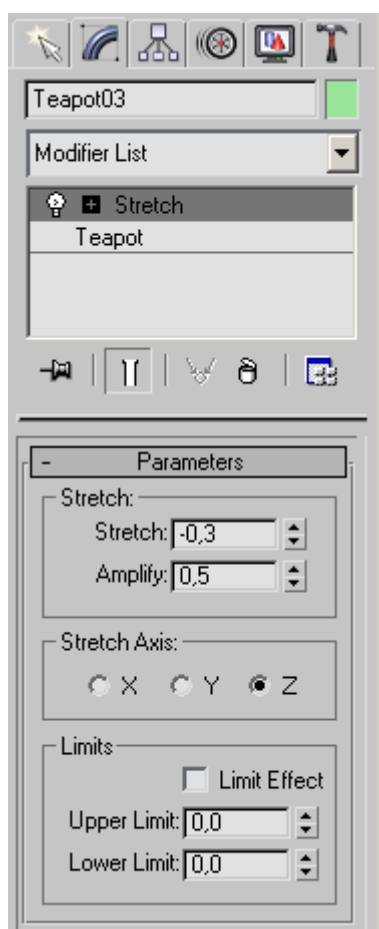 Teapot03
Modifier List
Stretch
Teapot
- Parameters
Stretch:
Stretch: -0,3
Amplify: 0,5
Stretch Axis:
X Y Z
Limits
Limit Effect
Upper Limit: 0,0
Lower Limit: 0,0